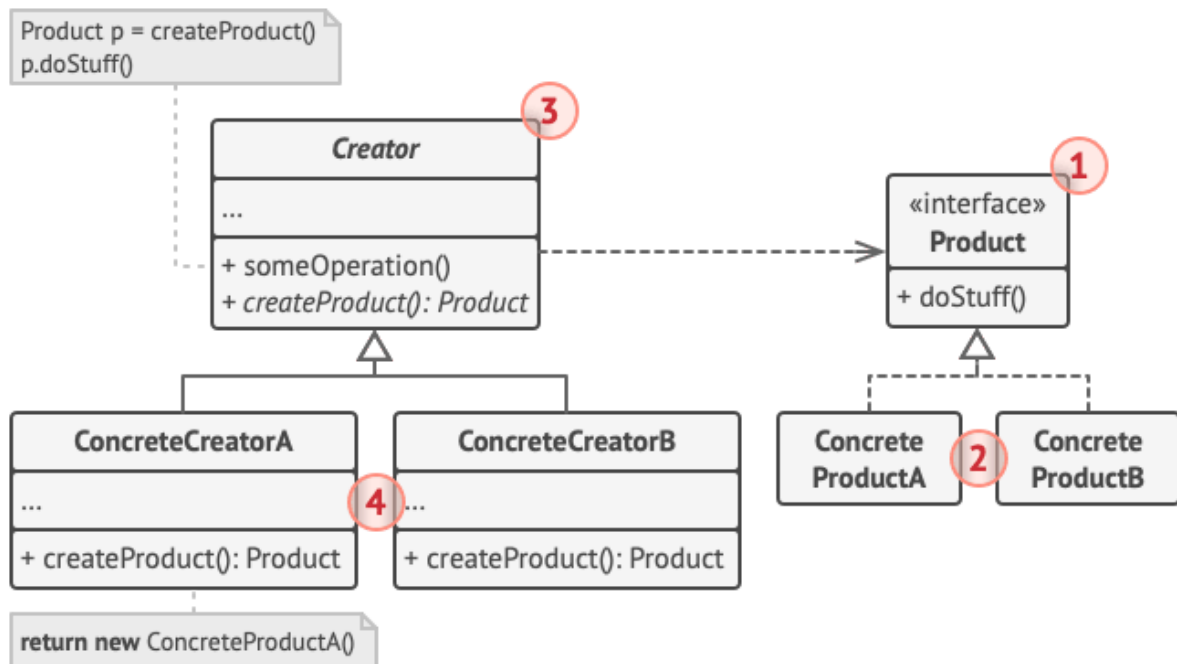 Product p = createProduct()
p.doStuff()
3
Creator
...
+ someOperation()
+ createProduct(): Product
1
«interface»
Product
+ doStuff()
ConcreteCreatorA
...
+ createProduct(): Product
return new ConcreteProductA()
4
ConcreteCreatorB
...
+ createProduct(): Product
Concrete
ProductA
2
Concrete
ProductB